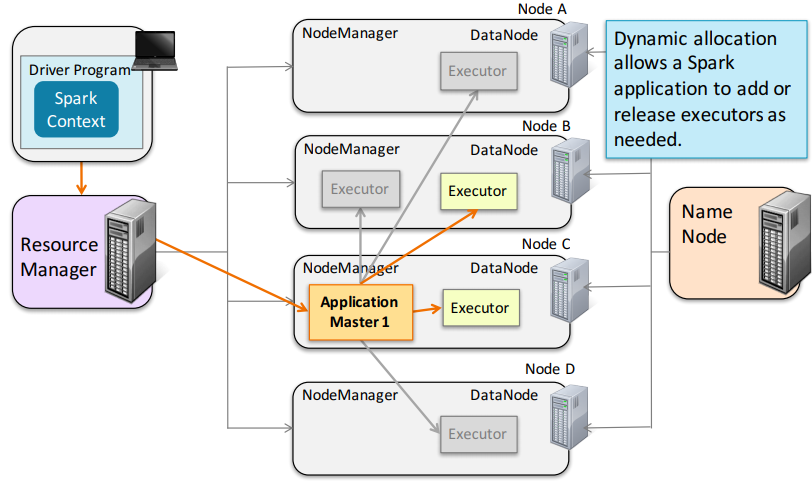 Node A
NodeManager
DataNode
Executor
Dynamic allocation
allows a Spark
application to add or
release executors as
needed.
Driver Program
Spark
Context
Node B
NodeManager
DataNode
Executor
Executor
Resource
Manager
Name
Node
Node C
NodeManager
DataNode
Application
Master 1
Executor
Node D
NodeManager
DataNode
Executor